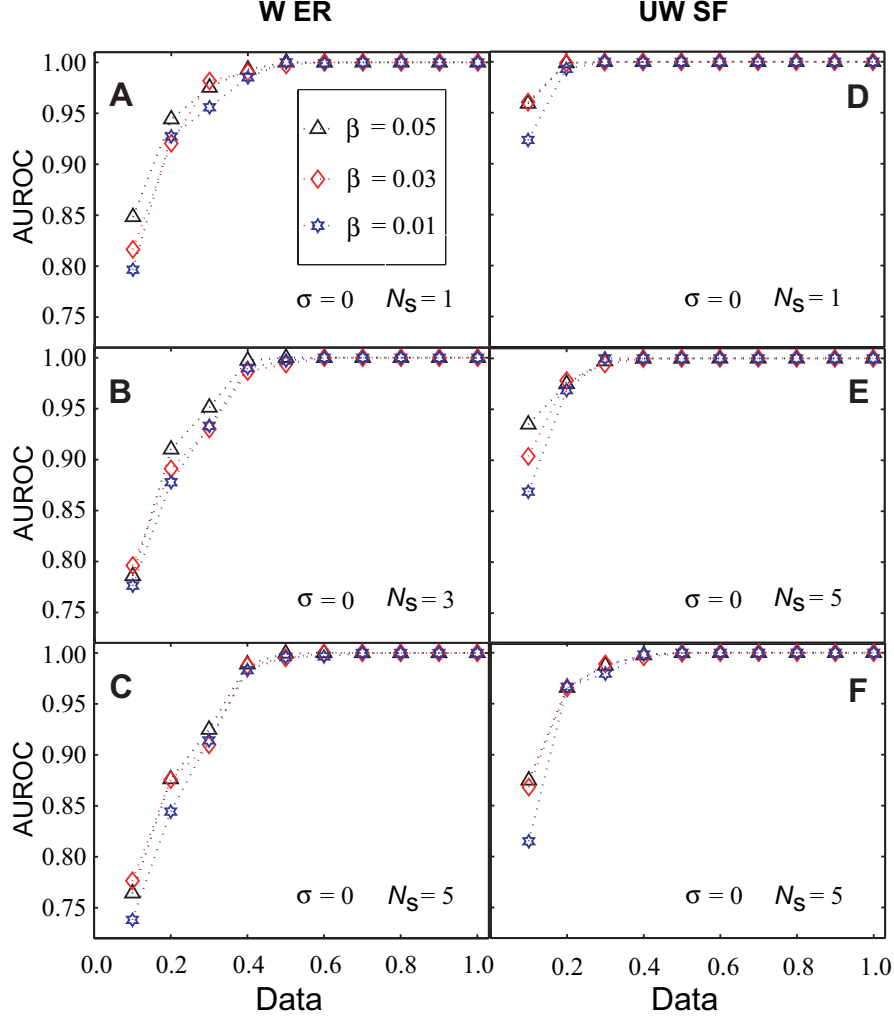 W ER
UW SF
AUROC
1.00
0.95
0.90
0.85
0.80
0.75
A
β = 0.05
β = 0.03
β = 0.01
σ = 0 Ns = 1
D
σ = 0 Ns = 1
AUROC
1.00
0.95
0.90
0.85
0.80
0.75
B
σ = 0 Ns = 3
E
σ = 0 Ns = 5
AUROC
1.00
0.95
0.90
0.85
0.80
0.75
C
σ = 0 Ns = 5
F
σ = 0 Ns = 5
0.0 0.2 0.4 0.6 0.8 1.0
0.2 0.4 0.6 0.8 1.0
Data
Data